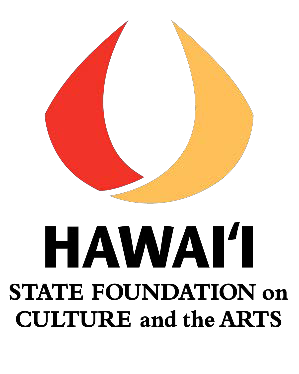 HAWAIʻI
STATE FOUNDATION on
CULTURE and the ARTS